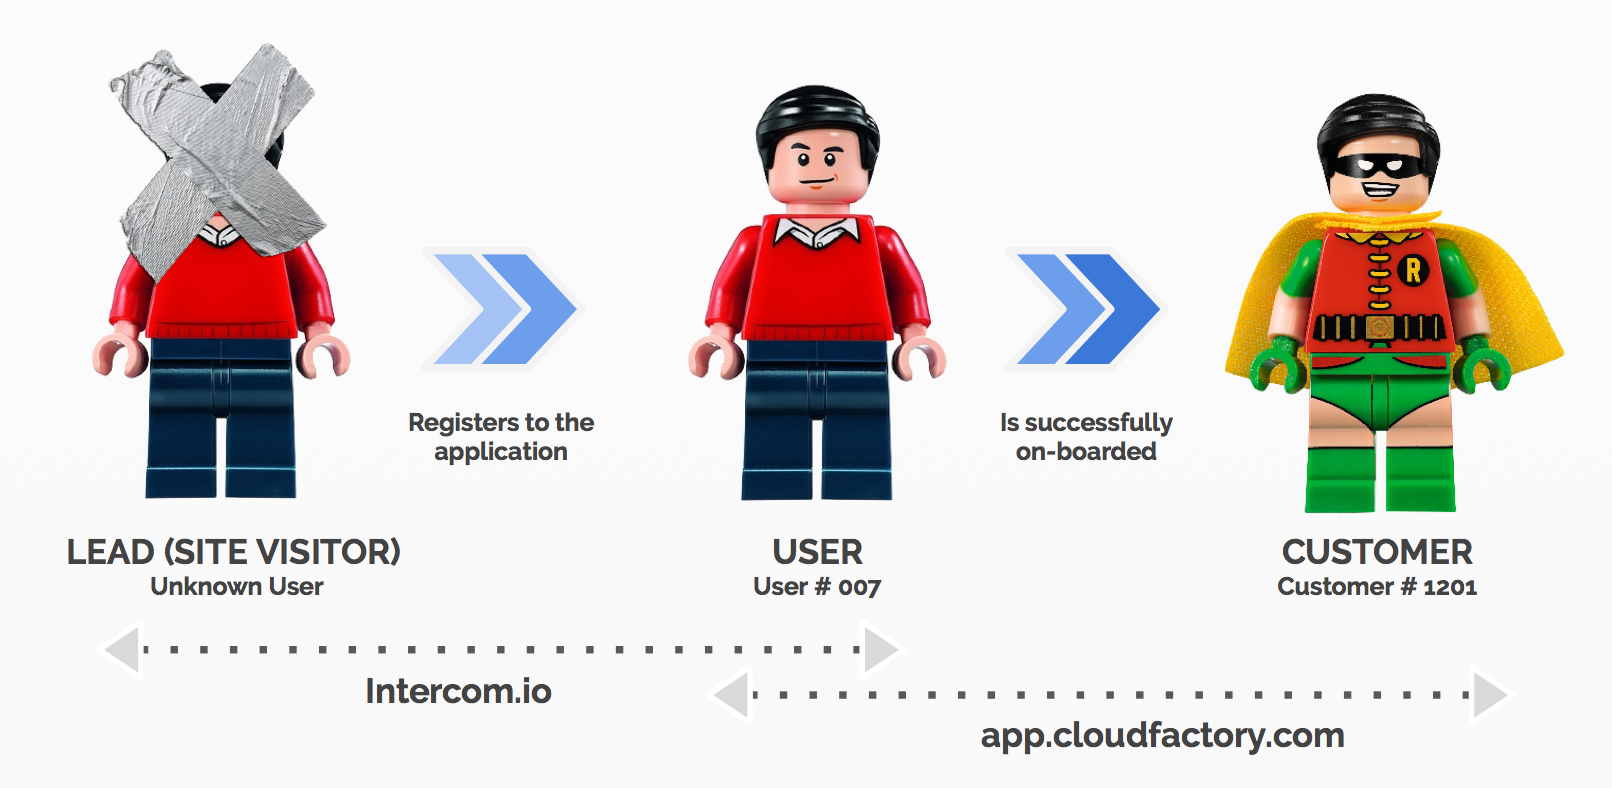 R
Registers to the
application
Is successfully
on-boarded
LEAD (SITE VISITOR)
Unknown User
USER
User # 007
CUSTOMER
Customer # 1201
Intercom.io
app.cloudfactory.com